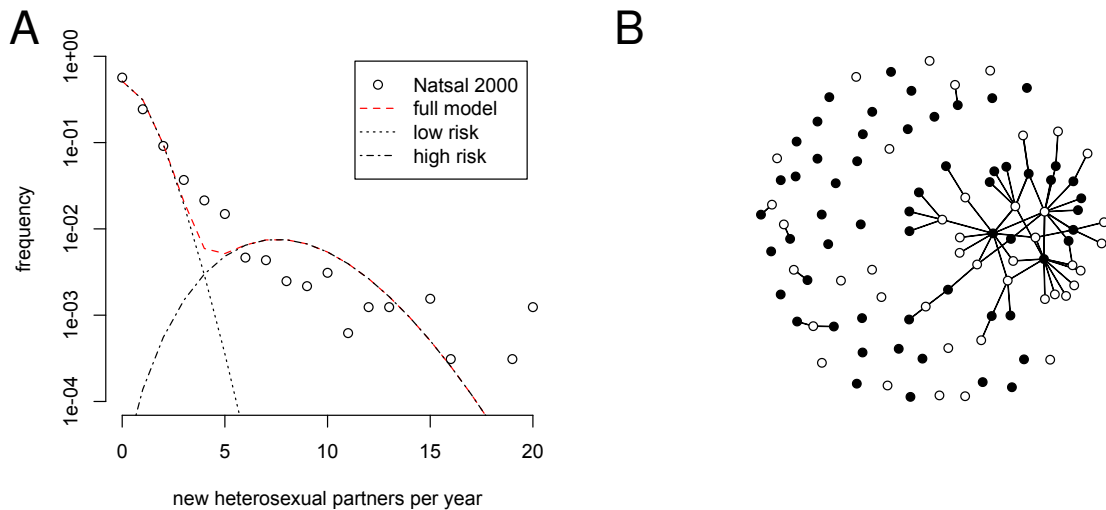 A
B
1e+00
1e-01
1e-02
1e-03
1e-04
frequency
Natsal 2000
full model
low risk
high risk
0
5
10
15
20
new heterosexual partners per year